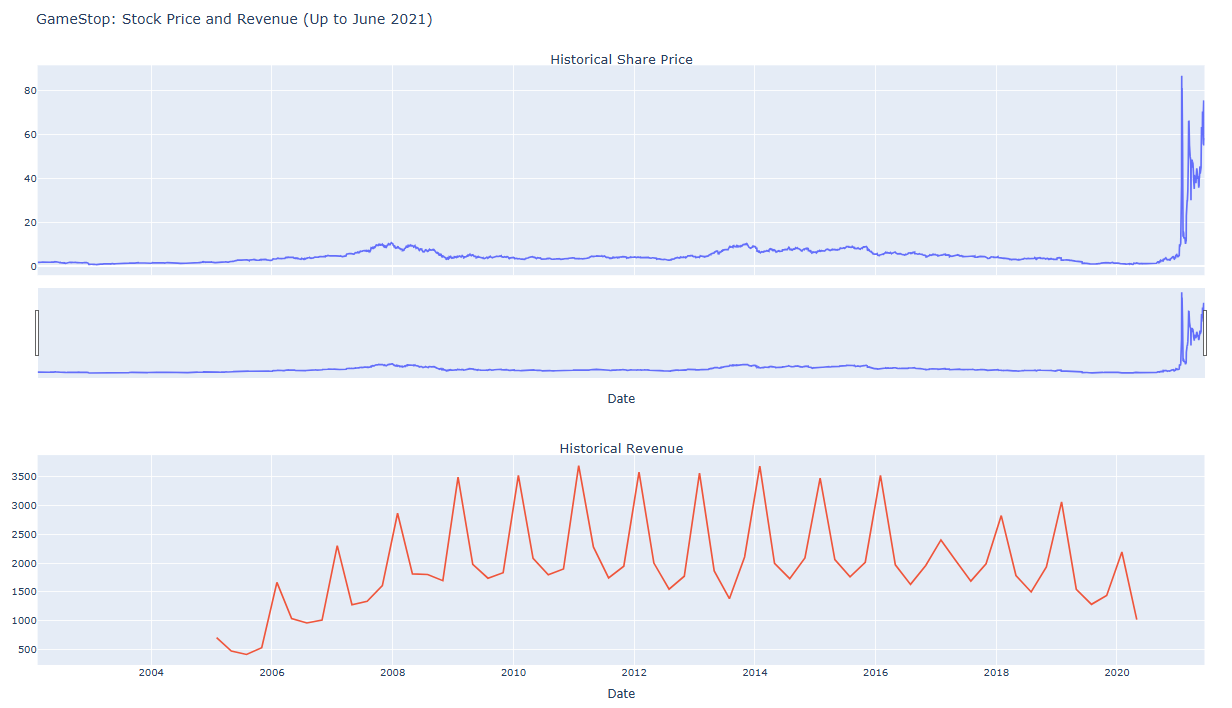 GameStop: Stock Price and Revenue (Up to June 2021)
Historical Share Price
80
60
40
20
0
Date
Historical Revenue
3500
3000
2500
2000
1500
1000
500
2004 2006 2008 2010 2012 2014 2016 2018 2020
Date